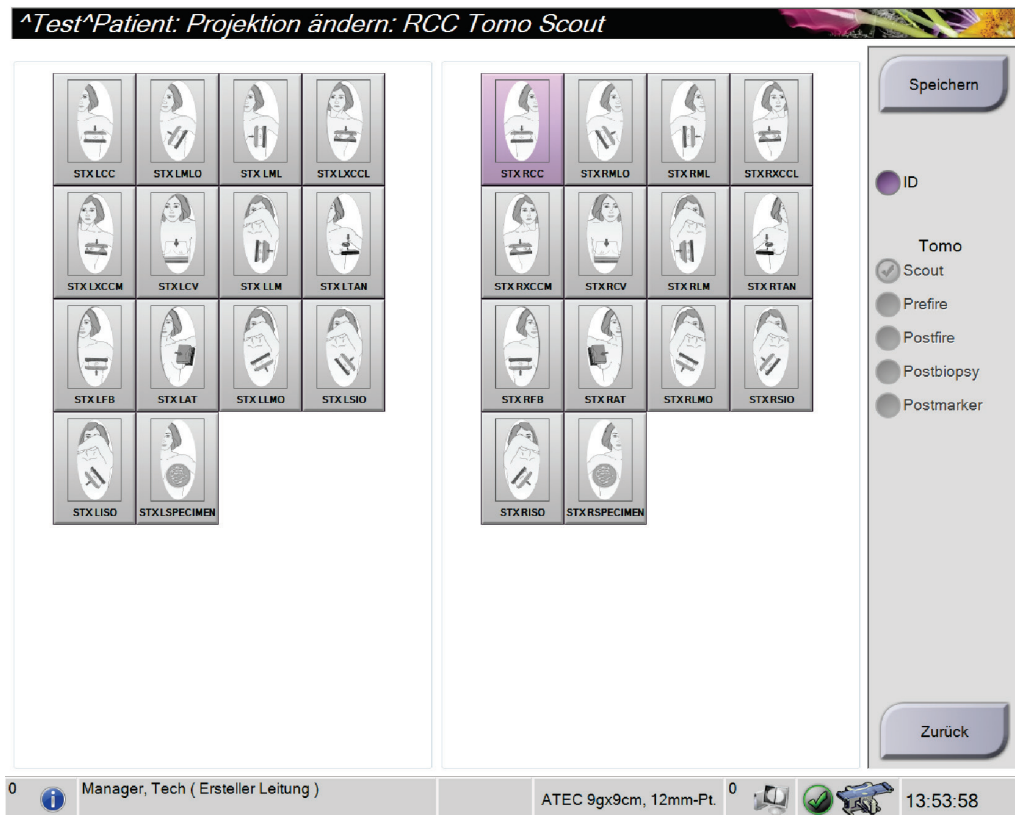 ^Test^Patient: Projektion ändern: RCC Tomo Scout
STX LCC STX LMLO STX LML STX LXCCL
STX LXCCM STX LCV STX LLM STX LTAN
STX LFB STX LAT STX LLMO STX LSIO
STX LISO STX LSPECIMEN
STX RCC STX RMLO STX RML STX RXCCL
STX RXCCM STX RCV STX RLM STX RTAN
STX RFB STX RAT STX RLMO STX RSIO
STX RISO STX RSPECIMEN
Speichern
ID
Tomo
Scout
Prefire
Postfire
Postbiopsy
Postmarker
Zurück
0 Manager, Tech ( Ersteller Leitung ) ATEC 9gx9cm, 12mm-Pt. 0 13:53:58